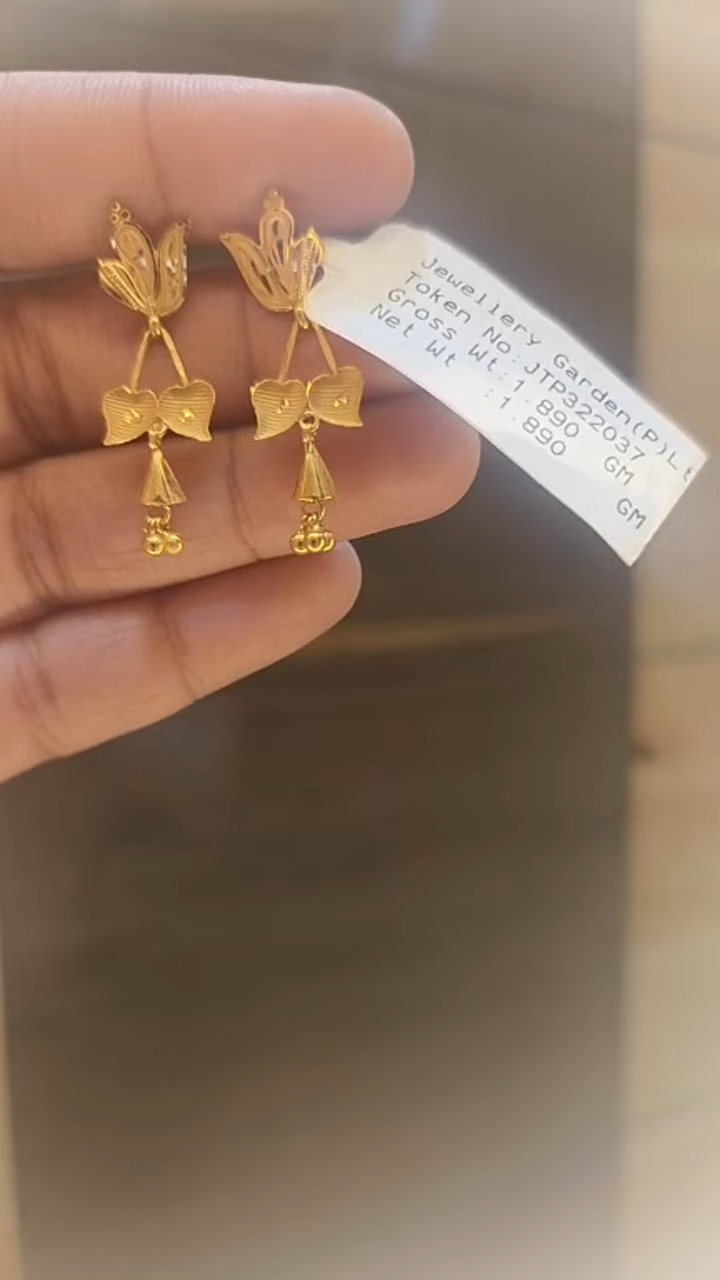 Jewellery Garden(P)Lt
Token No:JTP322037
Gross Wt:1.890 GM
Net Wt :1.890 GM